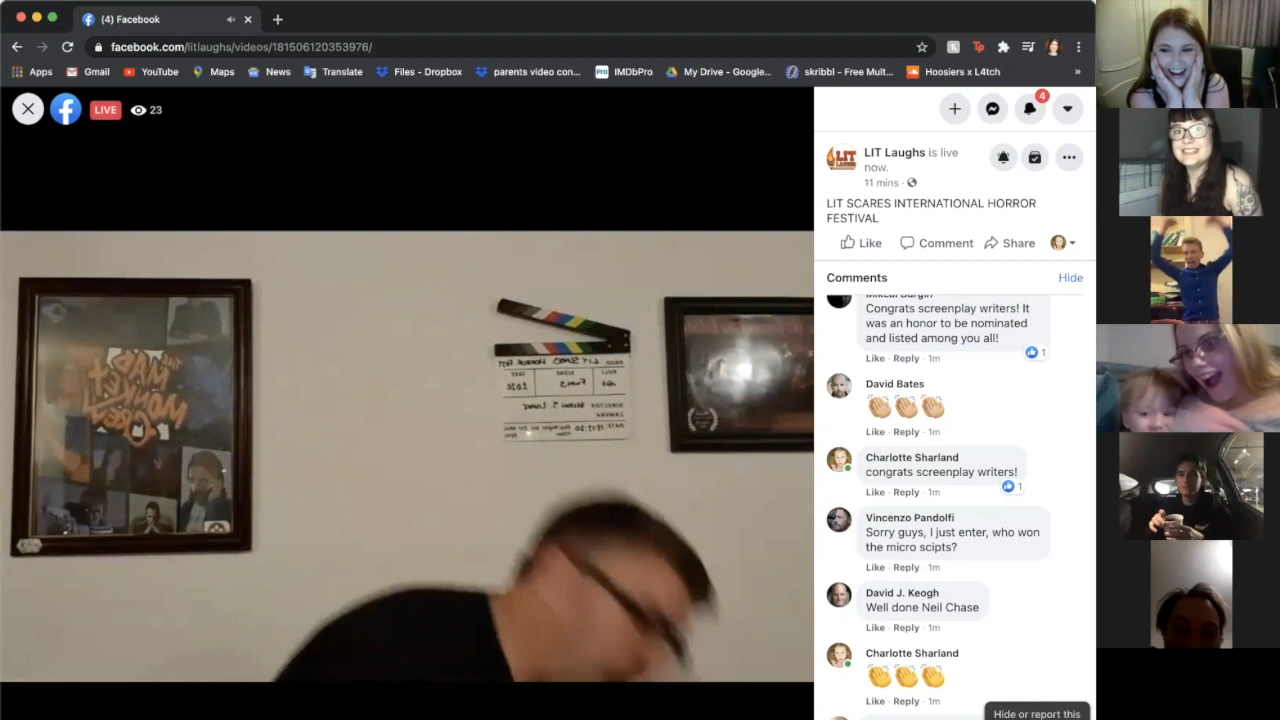 (4) Facebook
facebook.com/litlaughs/videos/181506120353976/
Apps Gmail YouTube Maps News Translate Files - Dropbox parents video con... IMDbPro My Drive - Google... skribbl - Free Mult... Hoosiers x L4tch »
LIVE 23
4
LIT Laughs is live
now.
11 mins ·
LIT SCARES INTERNATIONAL HORROR
FESTIVAL
Like Comment Share
Comments Hide
Congrats screenplay writers! It
was an honor to be nominated
and listed among you all!
1
Like · Reply · 1m
David Bates
Like · Reply · 1m
Charlotte Sharland
congrats screenplay writers!
1
Like · Reply · 1m
Vincenzo Pandolfi
Sorry guys, I just enter, who won
the micro scipts?
Like · Reply · 1m
David J. Keogh
Well done Neil Chase
Like · Reply · 1m
Charlotte Sharland
Like · Reply · 1m
Hide or report this